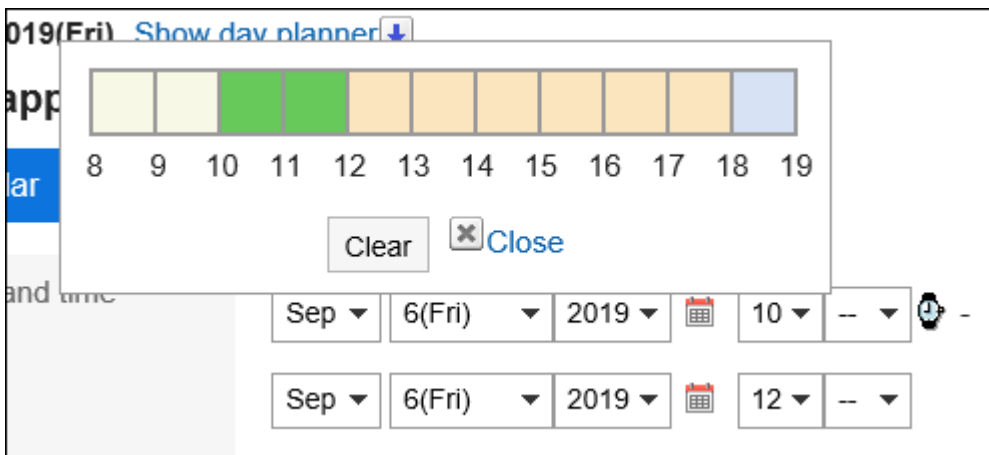 2019(Fri) Show day planner
app
8 9 10 11 12 13 14 15 16 17 18 19
lar
Clear Close
and time
Sep 6(Fri) 2019 10 -- -
Sep 6(Fri) 2019 12 --